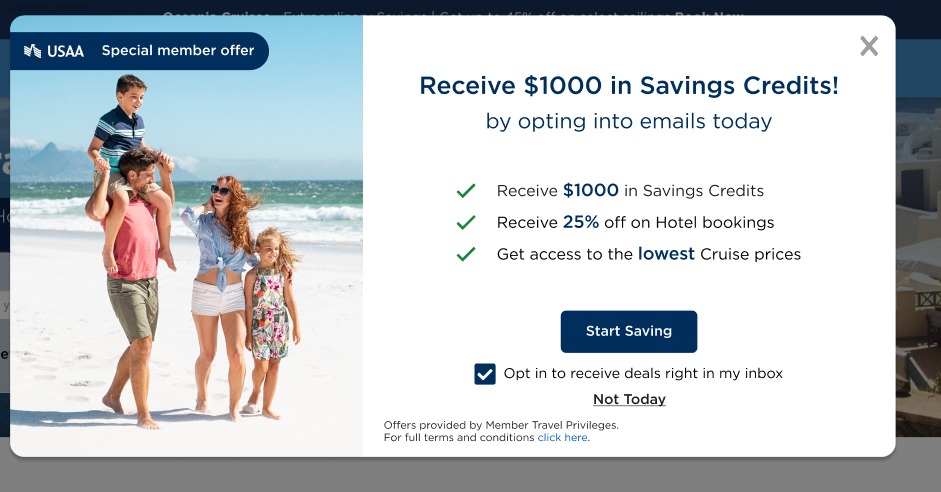 Oceania Cruises - Extraordinary Savings | Get up to 45% off on select sailings Book Now
USAA Special member offer
Receive $1000 in Savings Credits!
by opting into emails today
Receive $1000 in Savings Credits
Receive 25% off on Hotel bookings
Get access to the lowest Cruise prices
Start Saving
Opt in to receive deals right in my inbox
Not Today
Offers provided by Member Travel Privileges.
For full terms and conditions click here.